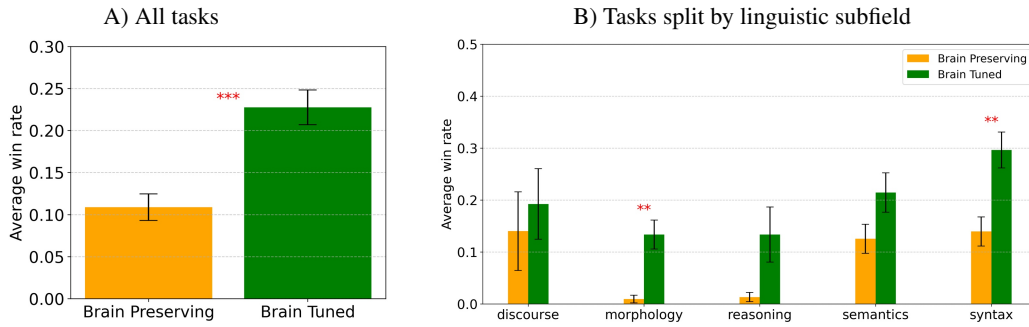 A) All tasks
Average win rate
0.30
0.25
0.20
0.15
0.10
0.05
0.00
***
Brain Preserving
Brain Tuned
B) Tasks split by linguistic subfield
Average win rate
0.5
0.4
0.3
0.2
0.1
0.0
Brain Preserving
Brain Tuned
**
**
discourse
morphology
reasoning
semantics
syntax